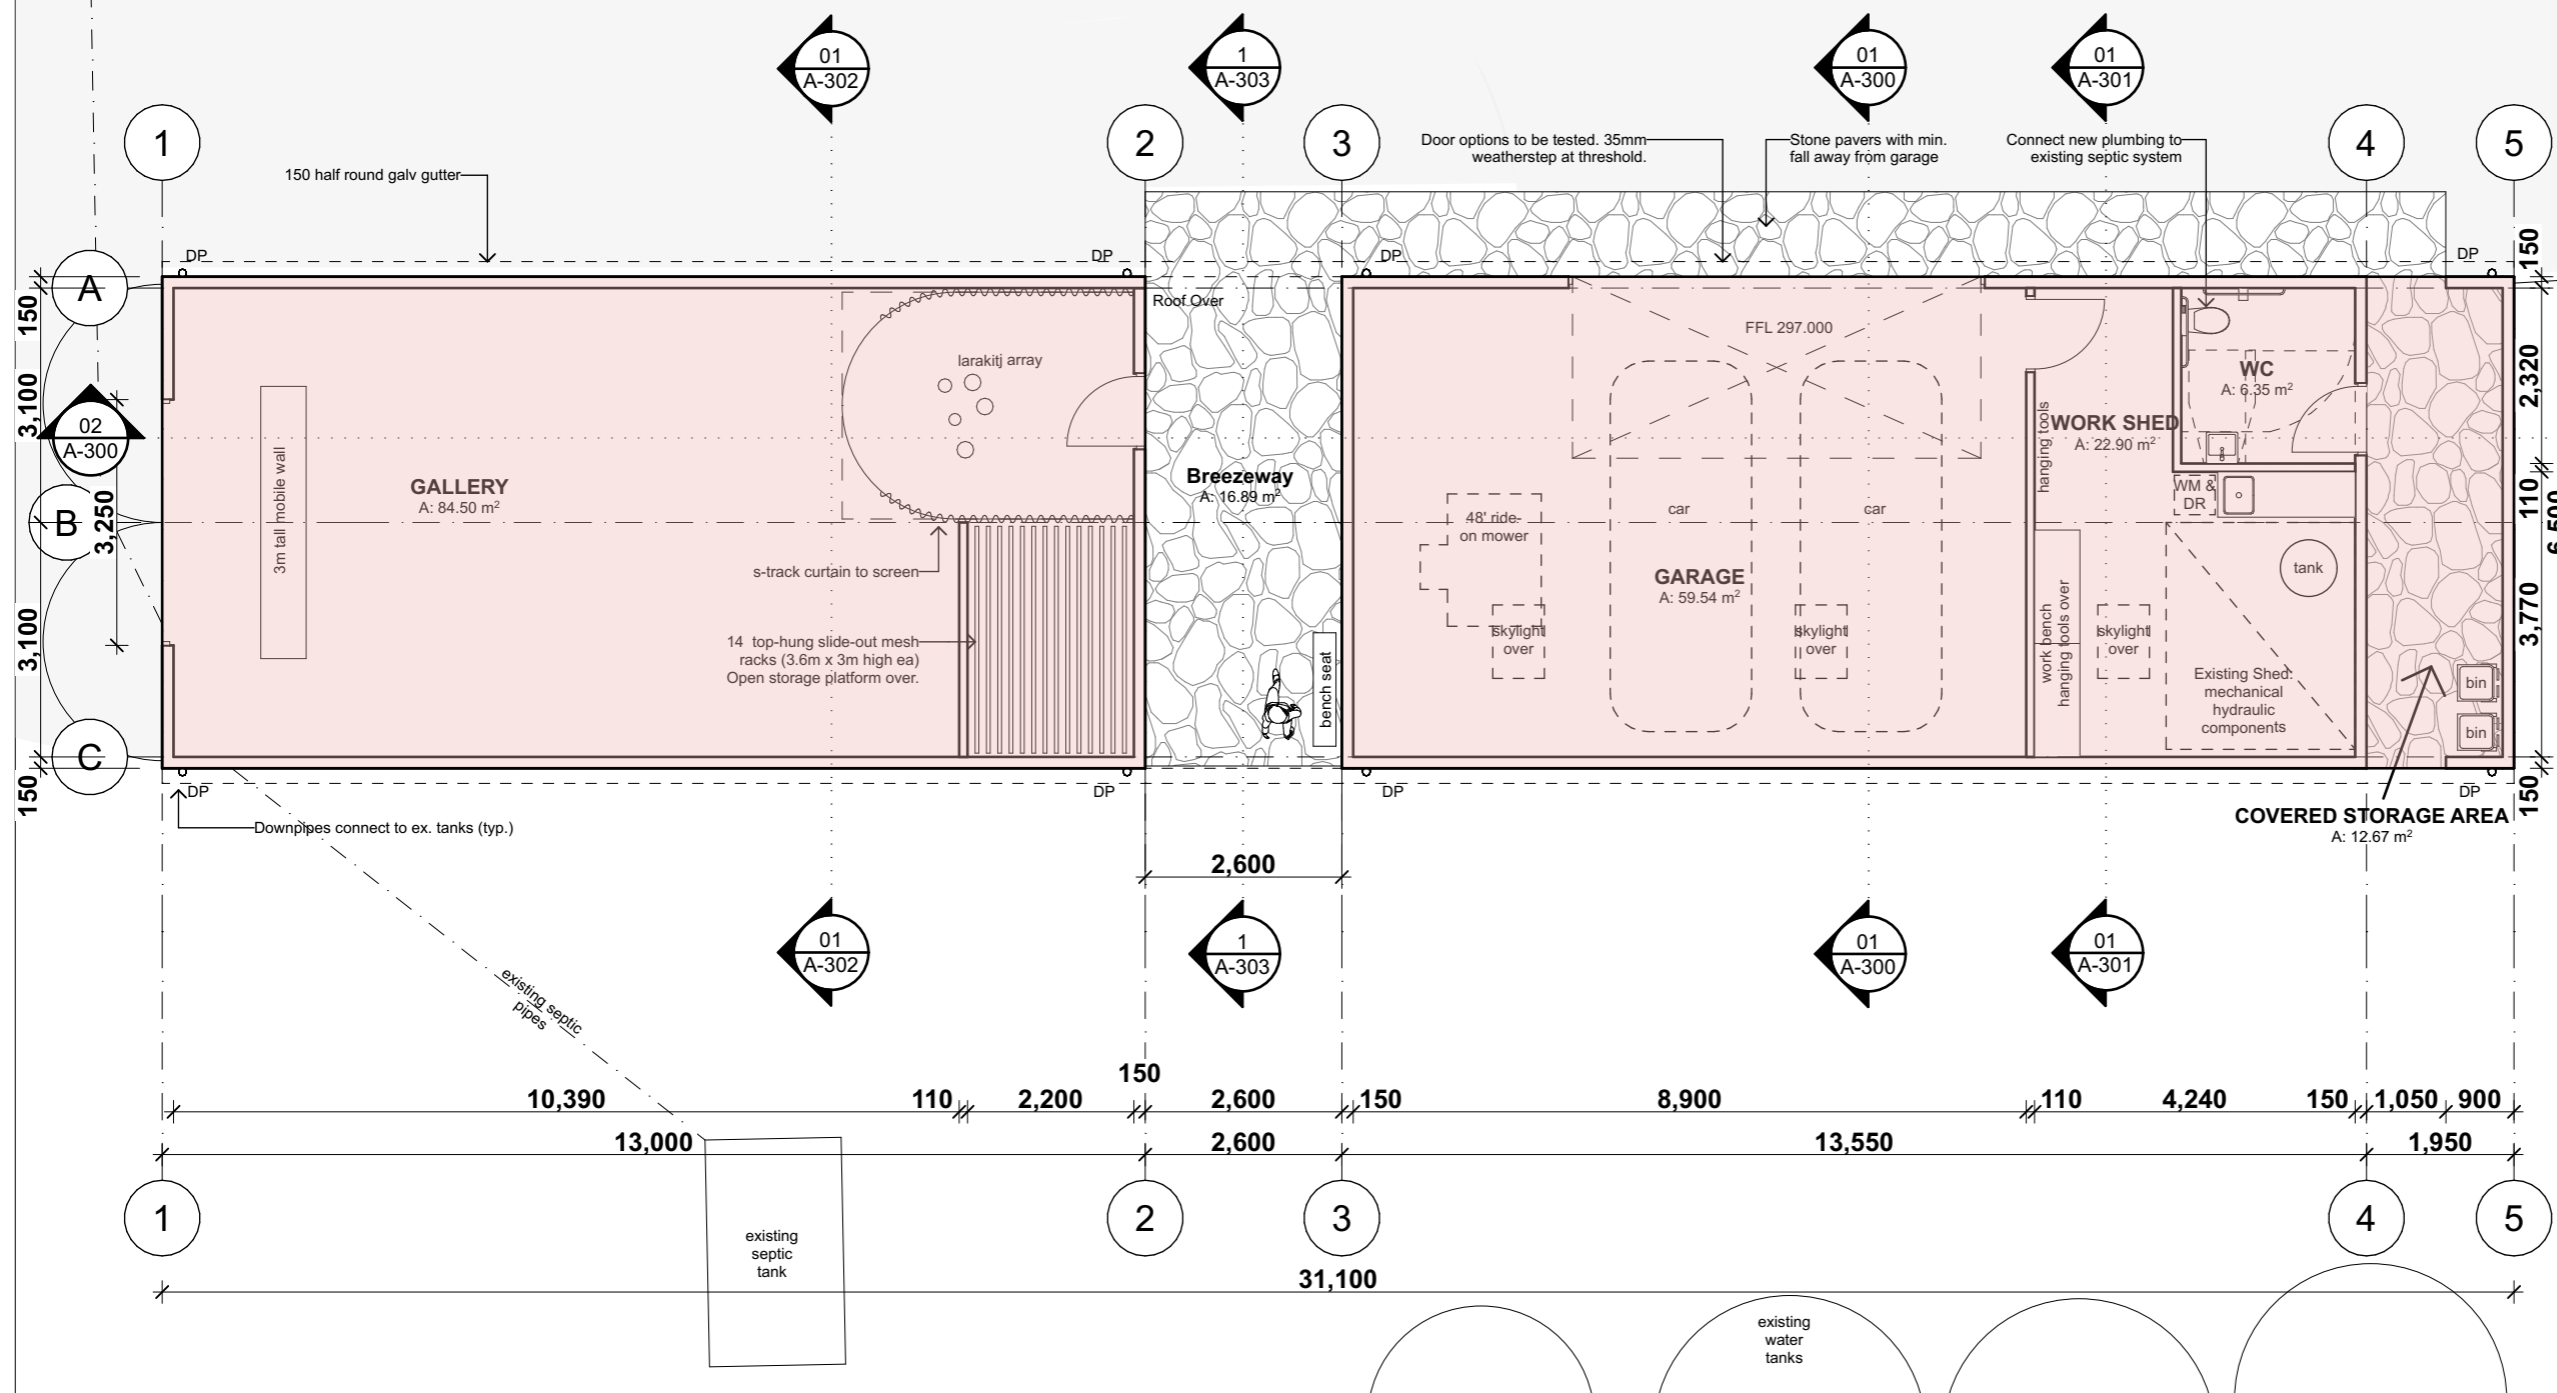 01
A-302
1
A-303
01
A-300
01
A-301
1
2
3
4
5
150 half round galv gutter
Door options to be tested. 35mm
weatherstep at threshold.
Stone pavers with min.
fall away from garage
Connect new plumbing to
existing septic system
DP
DP
DP
DP
A
B
C
150
3,100
3,250
3,100
150
02
A-300
Roof Over
larakitj array
3m tall mobile wall
GALLERY
A: 84.50 m²
s-track curtain to screen
14 top-hung slide-out mesh
racks (3.6m x 3m high ea)
Open storage platform over.
Breezeway
A: 16.89 m²
bench seat
FFL 297.000
48' ride-
on mower
car
car
GARAGE
A: 59.54 m²
skylight
over
skylight
over
skylight
over
hanging tools
WORK SHED
A: 22.90 m²
WC
A: 6.35 m²
WM &
DR
tank
work bench
hanging tools over
Existing Shed:
mechanical
hydraulic
components
bin
bin
150
2,320
110
6,500
3,770
150
DP
DP
DP
DP
COVERED STORAGE AREA
A: 12.67 m²
Downpipes connect to ex. tanks (typ.)
2,600
01
A-302
1
A-303
01
A-300
01
A-301
existing septic
pipes
150
10,390
110
2,200
2,600
150
8,900
110
4,240
150
1,050
900
13,000
2,600
13,550
1,950
1
2
3
4
5
existing
septic
tank
31,100
existing
water
tanks